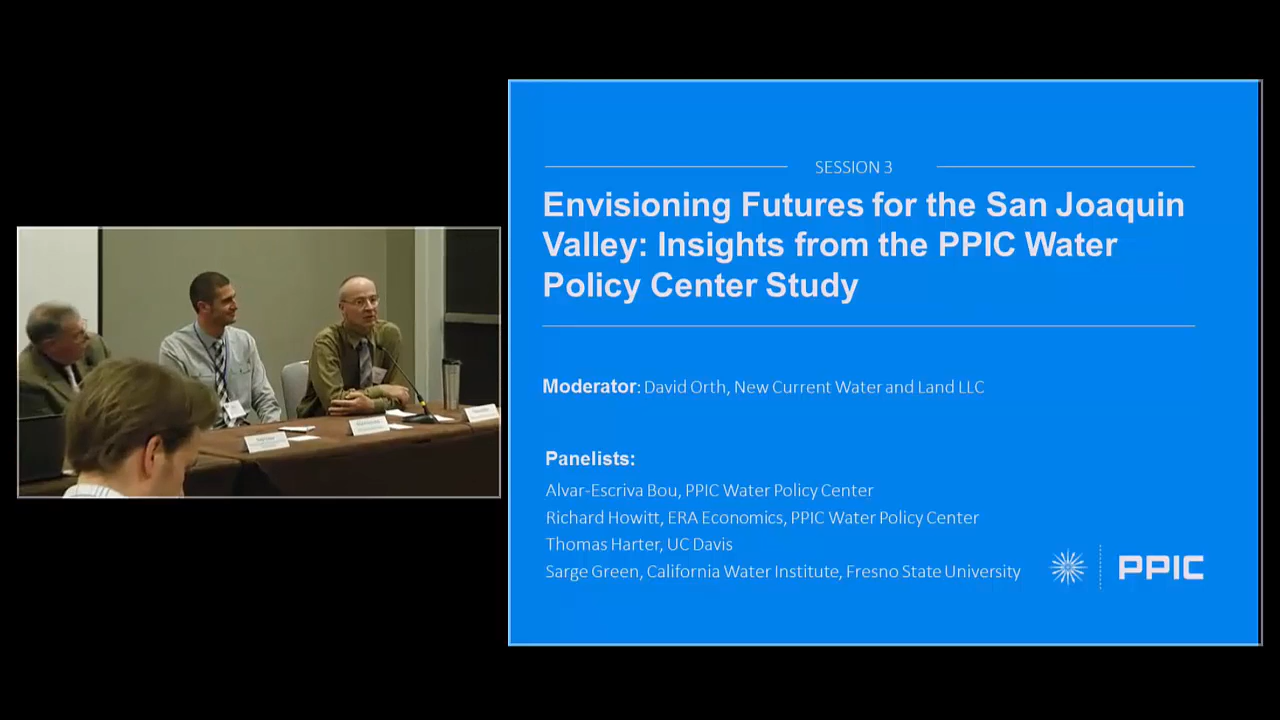 SESSION 3
Envisioning Futures for the San Joaquin
Valley: Insights from the PPIC Water
Policy Center Study
Moderator: David Orth, New Current Water and Land LLC
Panelists:
Alvar-Escriva Bou, PPIC Water Policy Center
Richard Howitt, ERA Economics, PPIC Water Policy Center
Thomas Harter, UC Davis
Sarge Green, California Water Institute, Fresno State University
PPIC